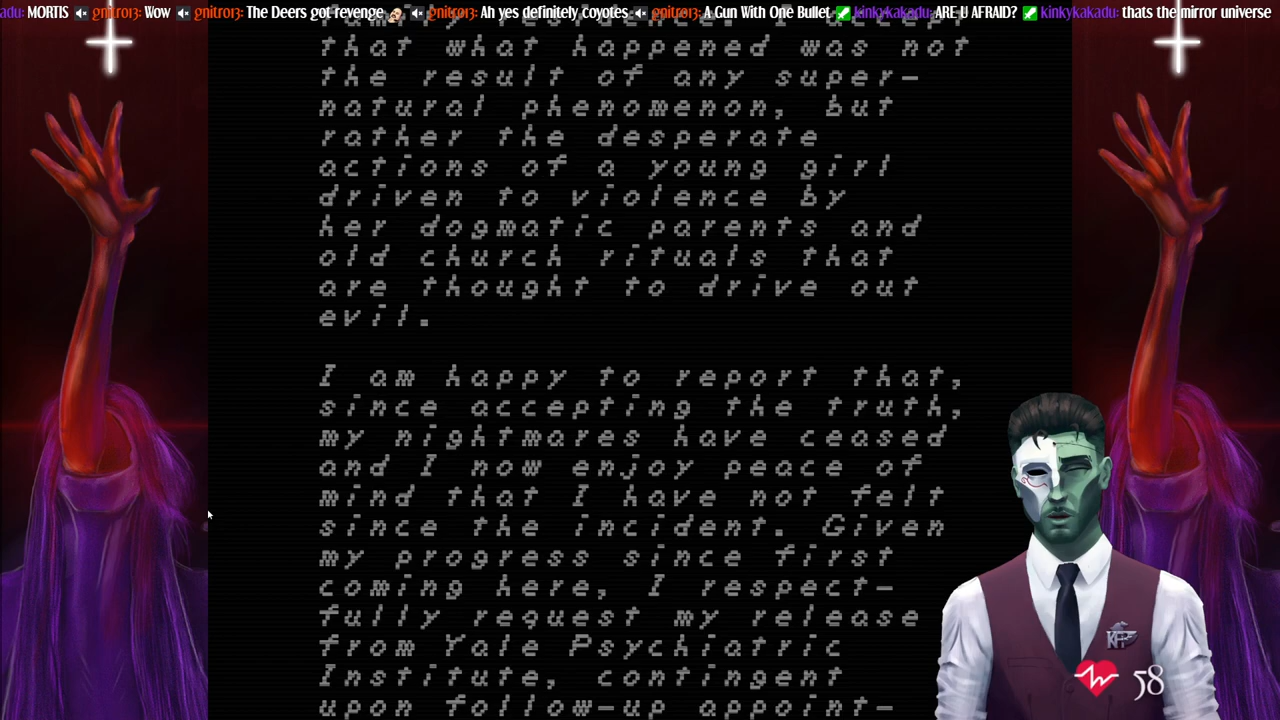 adu: MORTIS gnitro13: Wow gnitro13: The Deers got revenge gnitro13: Ah yes definitely coyotes gnitro13: A Gun With One Bullet kinkykakadu: ARE U AFRAID? kinkykakadu: thats the mirror universe
that what happened was not
the result of any super-
natural phenomenon, but
rather the desperate
actions of a young girl
driven to violence by
her dogmatic parents and
old church rituals that
are thought to drive out
evil.
I am happy to report that,
since accepting the truth,
my nightmares have ceased
and I now enjoy peace of
mind that I have not felt
since the incident. Given
my progress since first
coming here, I respect-
fully request my release
from Yale Psychiatric
Institute, contingent
upon follow-up appoint-
58